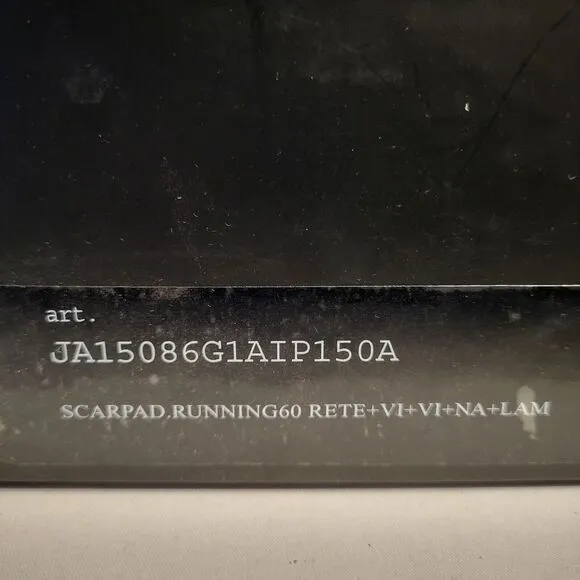 art.
JA15086G1AIP150A
SCARPAD,RUNNING60 RETE+VI+VI+NA+LAM